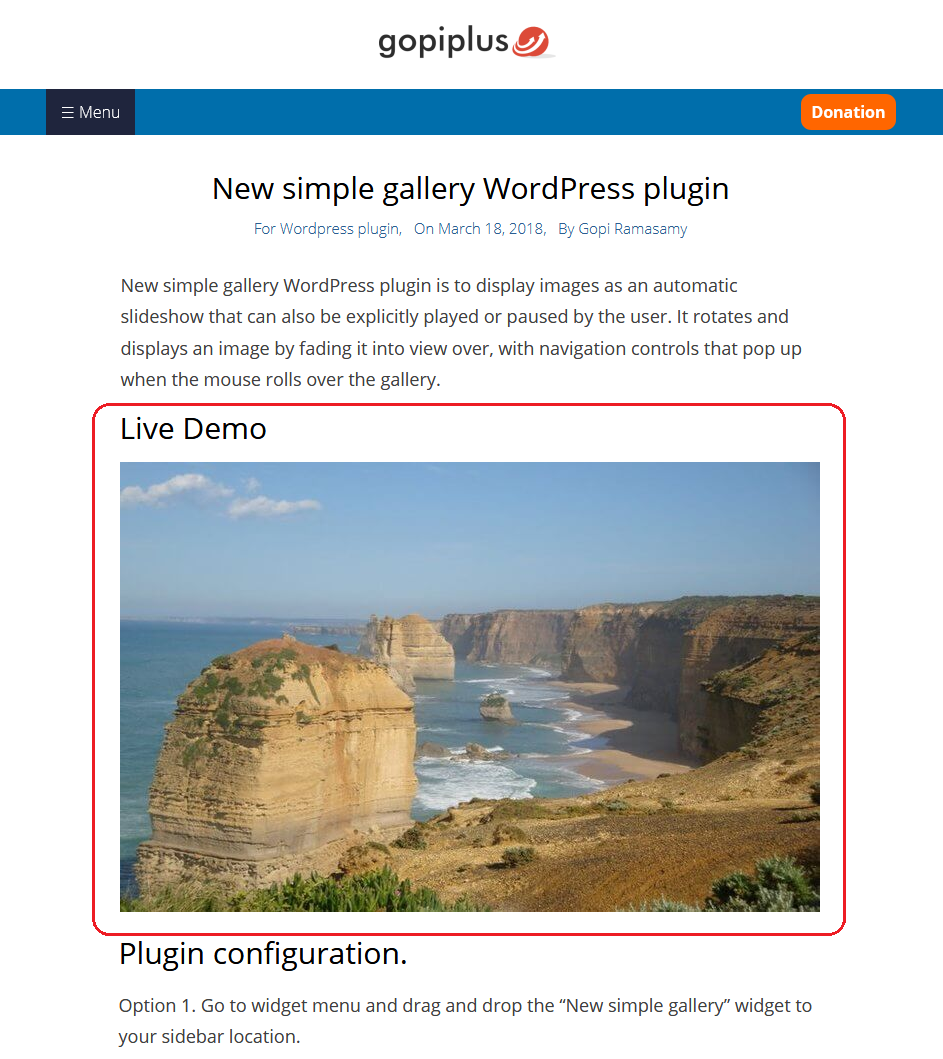 gopiplus
☰ Menu
Donation
New simple gallery WordPress plugin
For Wordpress plugin, On March 18, 2018, By Gopi Ramasamy
New simple gallery WordPress plugin is to display images as an automatic
slideshow that can also be explicitly played or paused by the user. It rotates and
displays an image by fading it into view over, with navigation controls that pop up
when the mouse rolls over the gallery.
Live Demo
Plugin configuration.
Option 1. Go to widget menu and drag and drop the “New simple gallery” widget to
your sidebar location.